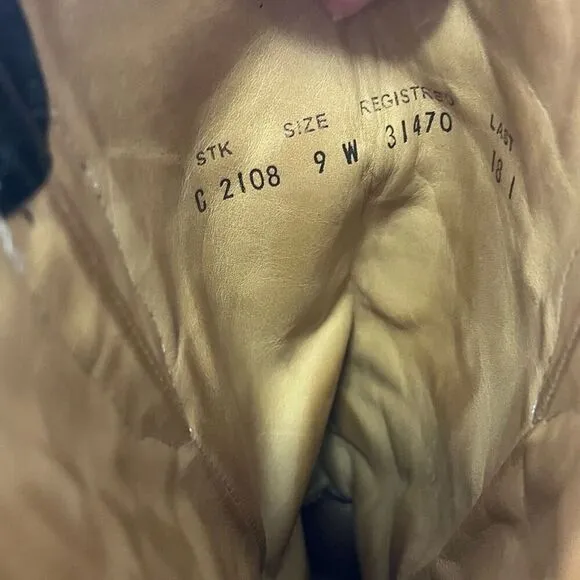 STK SIZE REGISTRED LAST
C 2108 9 W 31470 18 1